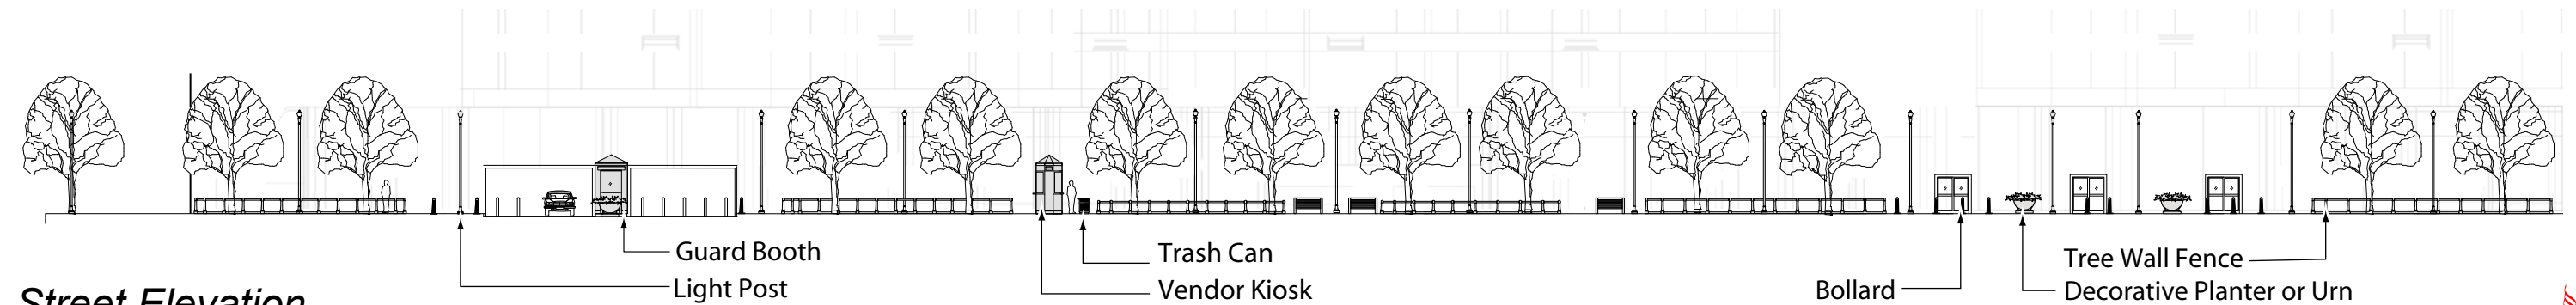 Guard Booth
Light Post
Trash Can
Vendor Kiosk
Bollard
Tree Wall Fence
Decorative Planter or Urn
Street Elevation